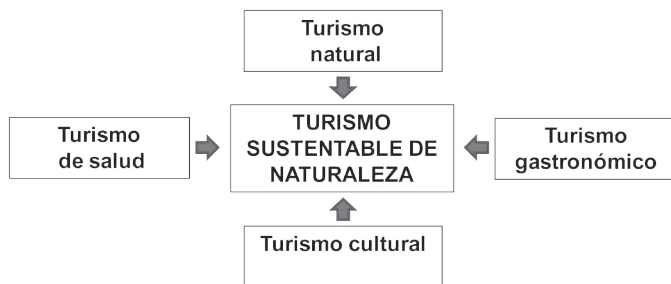 Turismo
natural
Turismo
de salud
TURISMO
SUSTENTABLE DE
NATURALEZA
Turismo
gastronómico
Turismo cultural